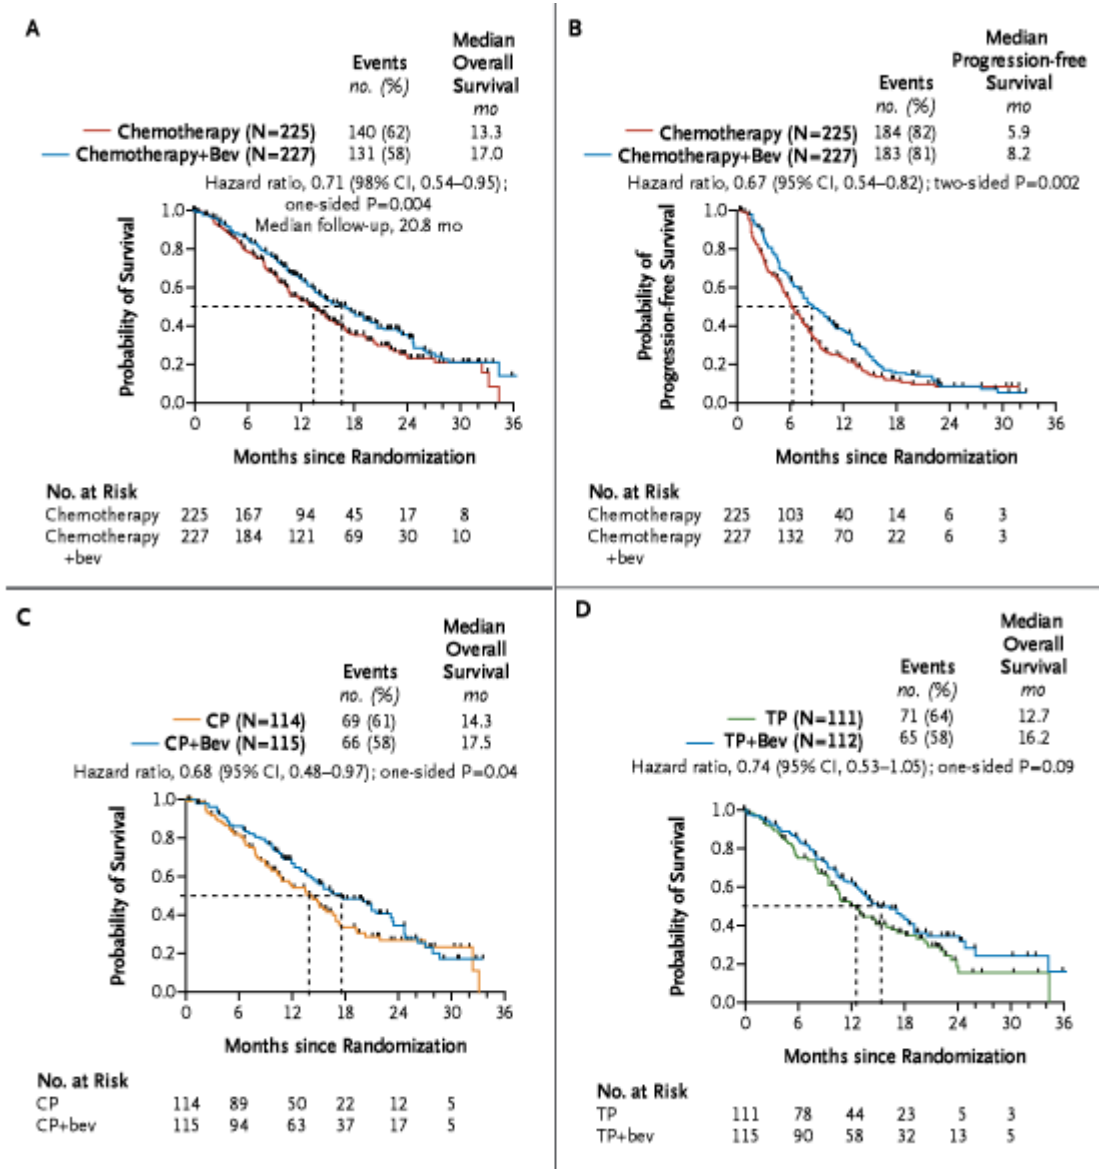 A
Median
Overall
Events Survival
no. (%) mo
Chemotherapy (N=225) 140 (62) 13.3
Chemotherapy+Bev (N=227) 131 (58) 17.0
Hazard ratio, 0.71 (98% CI, 0.54–0.95);
one-sided P=0.004
Median follow-up, 20.8 mo
Probability of Survival
1.0
0.8
0.6
0.4
0.2
0.0
0 6 12 18 24 30 36
Months since Randomization
No. at Risk
Chemotherapy 225 167 94 45 17 8
Chemotherapy 227 184 121 69 30 10
+bev
B
Median
Progression-free
Events Survival
no. (%) mo
Chemotherapy (N=225) 184 (82) 5.9
Chemotherapy+Bev (N=227) 183 (81) 8.2
Hazard ratio, 0.67 (95% CI, 0.54–0.82); two-sided P=0.002
Probability of
Progression-free Survival
1.0
0.8
0.6
0.4
0.2
0.0
0 6 12 18 24 30 36
Months since Randomization
No. at Risk
Chemotherapy 225 103 40 14 6 3
Chemotherapy 227 132 70 22 6 3
+bev
C
Median
Overall
Events Survival
no. (%) mo
CP (N=114) 69 (61) 14.3
CP+Bev (N=115) 66 (58) 17.5
Hazard ratio, 0.68 (95% CI, 0.48–0.97); one-sided P=0.04
Probability of Survival
1.0
0.8
0.6
0.4
0.2
0.0
0 6 12 18 24 30 36
Months since Randomization
No. at Risk
CP 114 89 50 22 12 5
CP+bev 115 94 63 37 17 5
D
Median
Overall
Events Survival
no. (%) mo
TP (N=111) 71 (64) 12.7
TP+Bev (N=112) 65 (58) 16.2
Hazard ratio, 0.74 (95% CI, 0.53–1.05); one-sided P=0.09
Probability of Survival
1.0
0.8
0.6
0.4
0.2
0.0
0 6 12 18 24 30 36
Months since Randomization
No. at Risk
TP 111 78 44 23 5 3
TP+bev 115 90 58 32 13 5